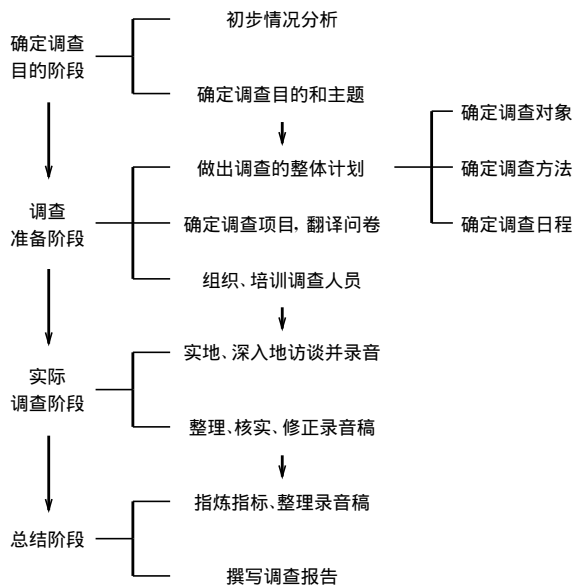 确定调查
目的阶段
初步情况分析
确定调查目的和主题
调查
准备阶段
做出调查的整体计划
确定调查对象
确定调查方法
确定调查日程
确定调查项目, 翻译问卷
组织、培训调查人员
实际
调查阶段
实地、深入地访谈并录音
整理、核实、修正录音稿
总结阶段
指炼指标、整理录音稿
撰写调查报告